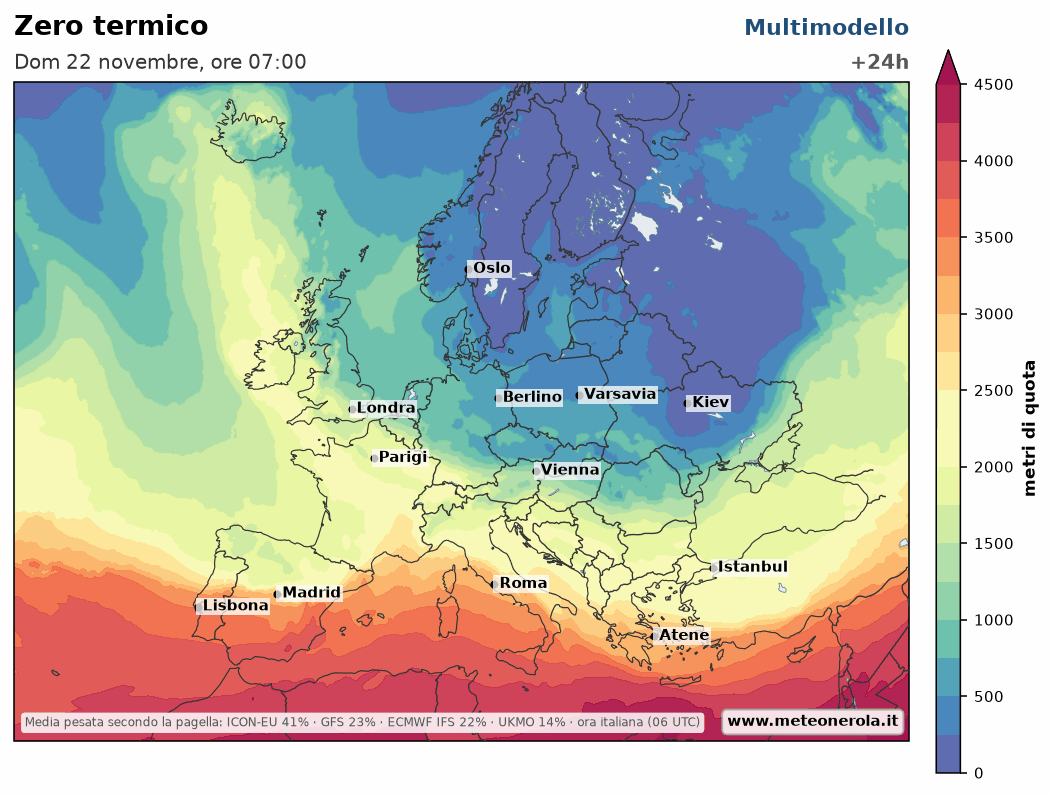 Zero termico
Multimodello
Dom 22 novembre, ore 07:00
+24h
4500
4000
3500
3000
2500
2000
1500
1000
500
0
metri di quota
Oslo
Berlino
Varsavia
Kiev
Londra
Parigi
Vienna
Istanbul
Roma
Madrid
Lisbona
Atene
Media pesata secondo la pagella: ICON-EU 41% · GFS 23% · ECMWF IFS 22% · UKMO 14% · ora italiana (06 UTC)
www.meteonerola.it